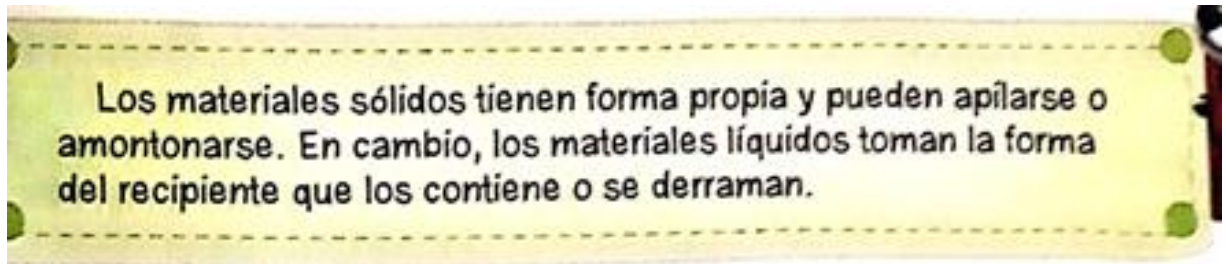 Los materiales sólidos tienen forma propia y pueden apilarse o
amontonarse. En cambio, los materiales líquidos toman la forma
del recipiente que los contiene o se derraman.